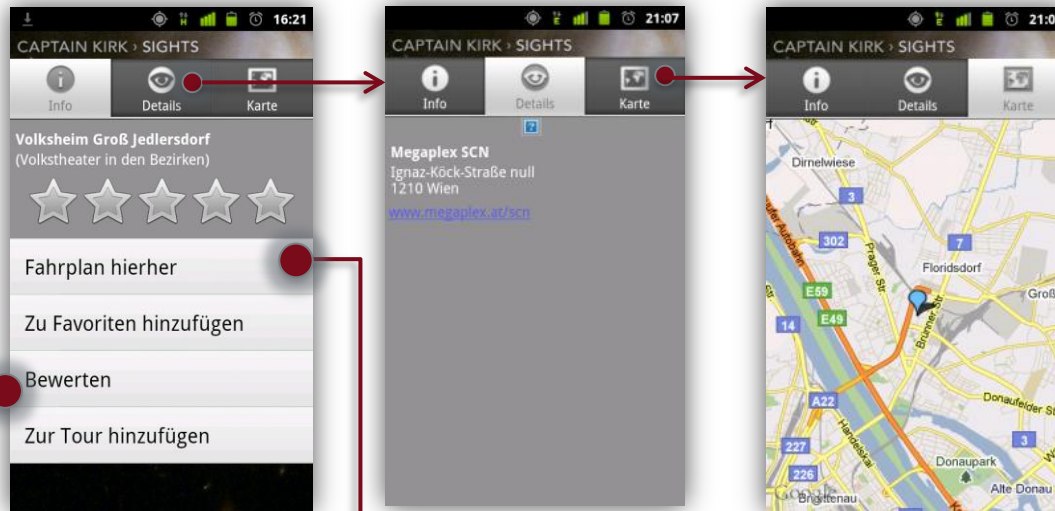 16:21
CAPTAIN KIRK › SIGHTS
Info
Details
Karte
Volksheim Groß Jedlersdorf
(Volkstheater in den Bezirken)
Fahrplan hierher
Zu Favoriten hinzufügen
Bewerten
Zur Tour hinzufügen
21:07
CAPTAIN KIRK › SIGHTS
Info
Details
Karte
Megaplex SCN
Ignaz-Köck-Straße null
1210 Wien
www.megaplex.at/scn
21:0
CAPTAIN KIRK › SIGHTS
Info
Details
Karte
Dirnelwiese
3
302
Prager Str
7
Floridsdorf
E59
Groß
14
E49
Brünner Str
A22
Donaufelder St
Handelskai
227
3
226
Donaupark
Brigittenau
Alte Donau